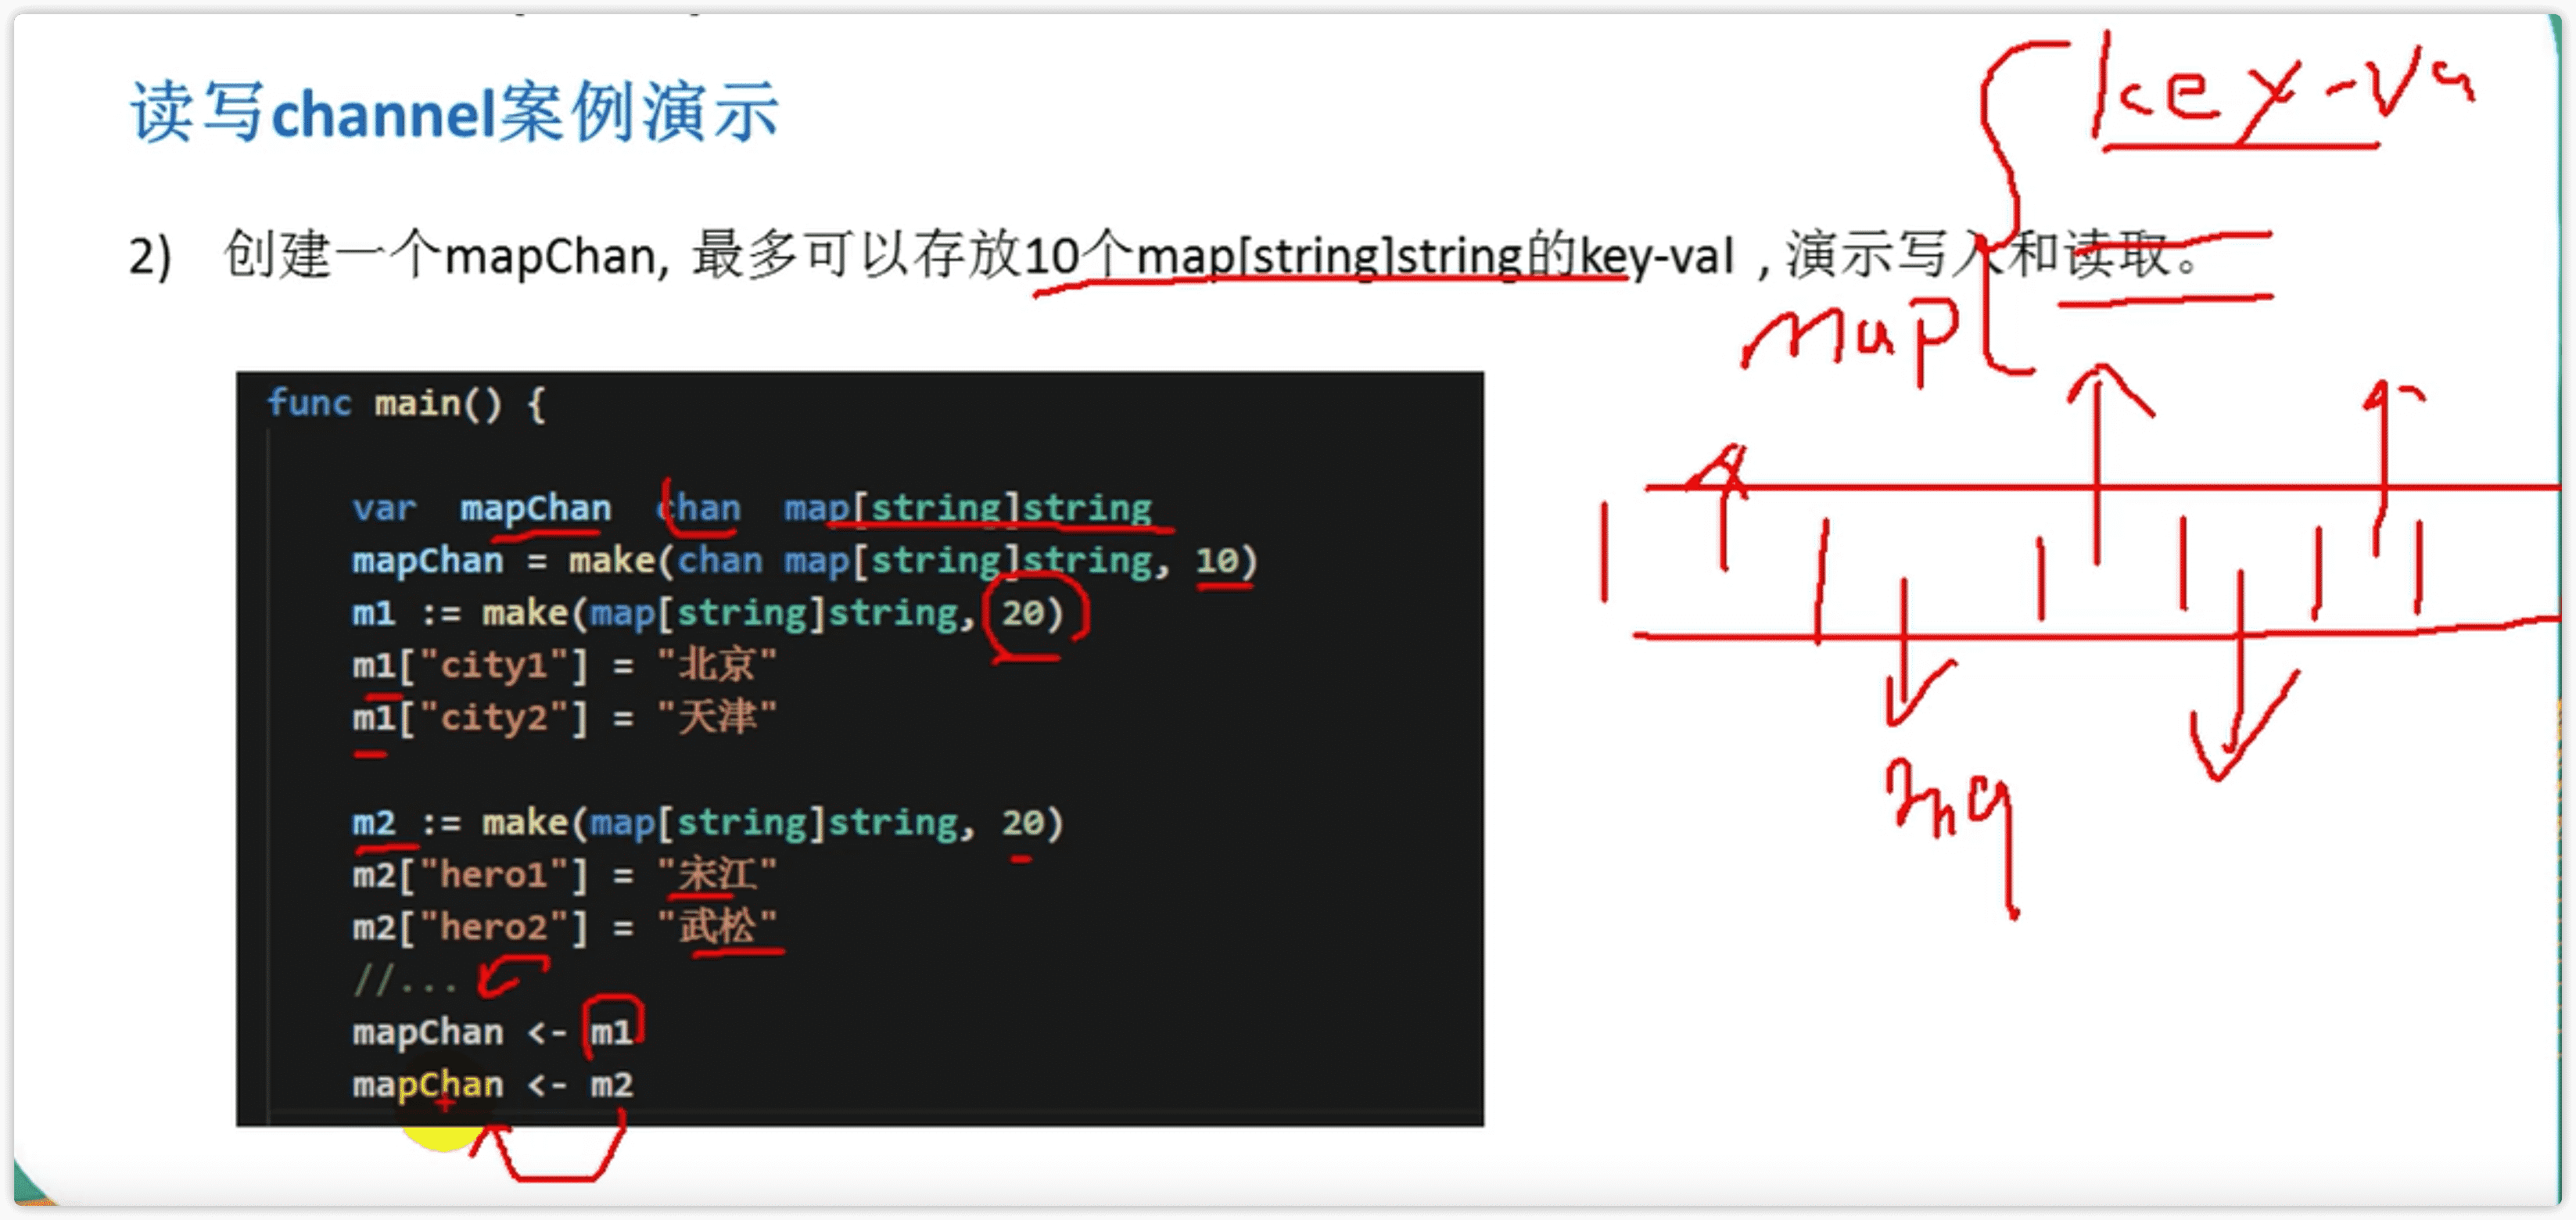 读写channel案例演示
key-va
2) 创建一个mapChan, 最多可以存放10个map[string]string的key-val , 演示写入和读取。
map
func main() {
var mapChan chan map[string]string
mapChan = make(chan map[string]string, 10)
m1 := make(map[string]string, 20)
m1["city1"] = "北京"
m1["city2"] = "天津"
m2 := make(map[string]string, 20)
m2["hero1"] = "宋江"
m2["hero2"] = "武松"
//...
mapChan <- m1
mapChan <- m2